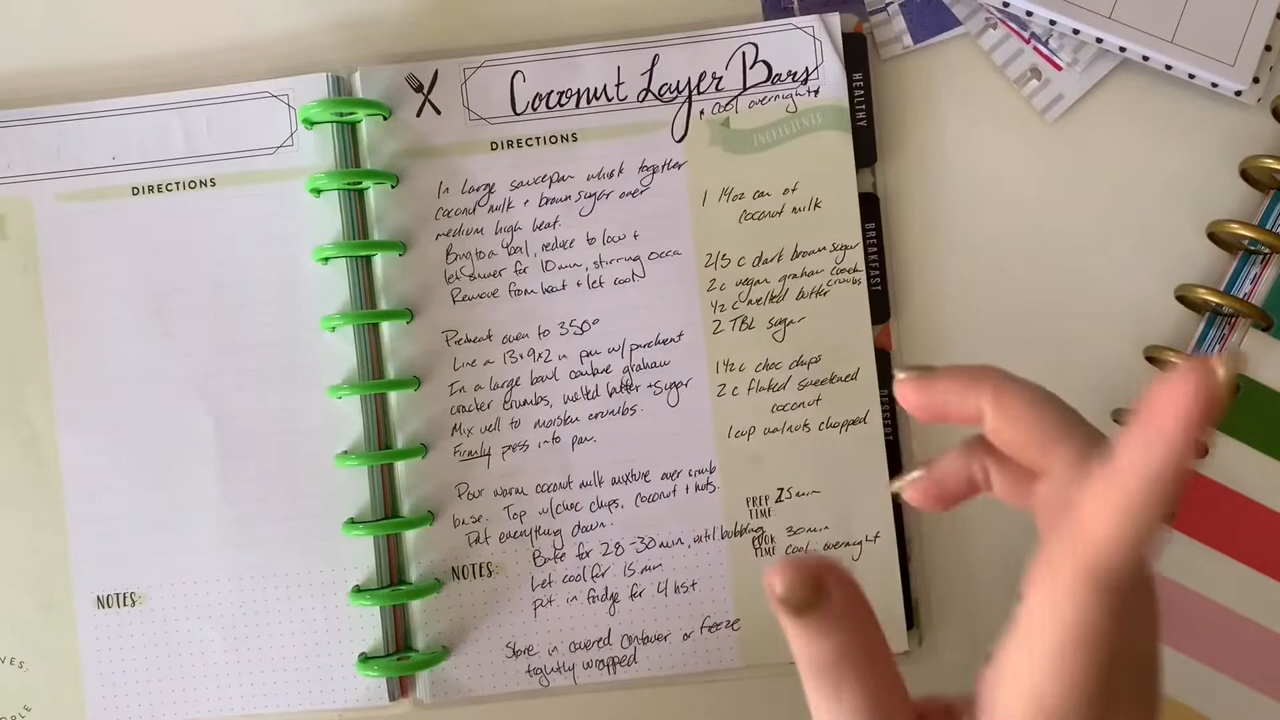 DIRECTIONS
NOTES:
VES,
PLE
Coconut Layer Bars
* cool overnight *
DIRECTIONS
In large saucepan whisk together
coconut milk + brown sugar over
medium high heat.
Bring to a boil, reduce to low +
let simmer for 10 min, stirring occa
Remove from heat + let cool.
Preheat oven to 350°
Line a 13x9x2 in pan w/ parchment
In a large bowl combine graham
cracker crumbs, melted butter + sugar
Mix well to moisten crumbs.
Firmly press into pan.
Pour warm coconut milk mixture over crumb
base. Top w/choc chips, coconut + nuts.
Pat everything down.
Bake for 28-30 min, until bubbling
NOTES:
Let cool for 15 min
put in fridge for 4 hrs+
Store in covered container or freeze
tightly wrapped
INGREDIENTS
1 14oz can of
coconut milk
2/3 c dark brown sugar
2 c vegan graham crack
crumbs
1/2 c melted butter
2 TBL sugar
1 1/2 c choc chips
2 c flaked sweetened
coconut
1 cup walnuts chopped
PREP TIME 25 min
COOK TIME 30 min
cool: overnight
HEALTHY
BREAKFAST
DESSERT